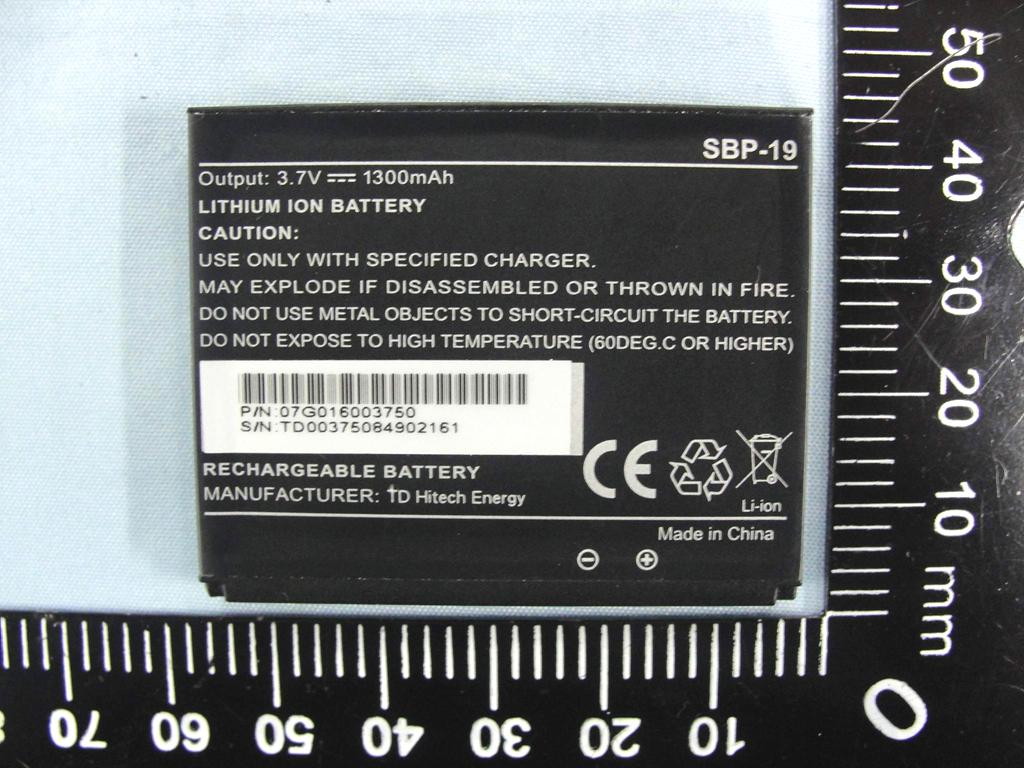 SBP-19
Output: 3.7V ⎓ 1300mAh
LITHIUM ION BATTERY
CAUTION:
USE ONLY WITH SPECIFIED CHARGER.
MAY EXPLODE IF DISASSEMBLED OR THROWN IN FIRE.
DO NOT USE METAL OBJECTS TO SHORT-CIRCUIT THE BATTERY.
DO NOT EXPOSE TO HIGH TEMPERATURE (60DEG.C OR HIGHER)
P/N:07G016003750
S/N:TD00375084902161
RECHARGEABLE BATTERY
MANUFACTURER: TD Hitech Energy
CE
Li-ion
Made in China
⊖ ⊕
50
40
30
20
10
mm
0
70 60 50 40 30 20 10